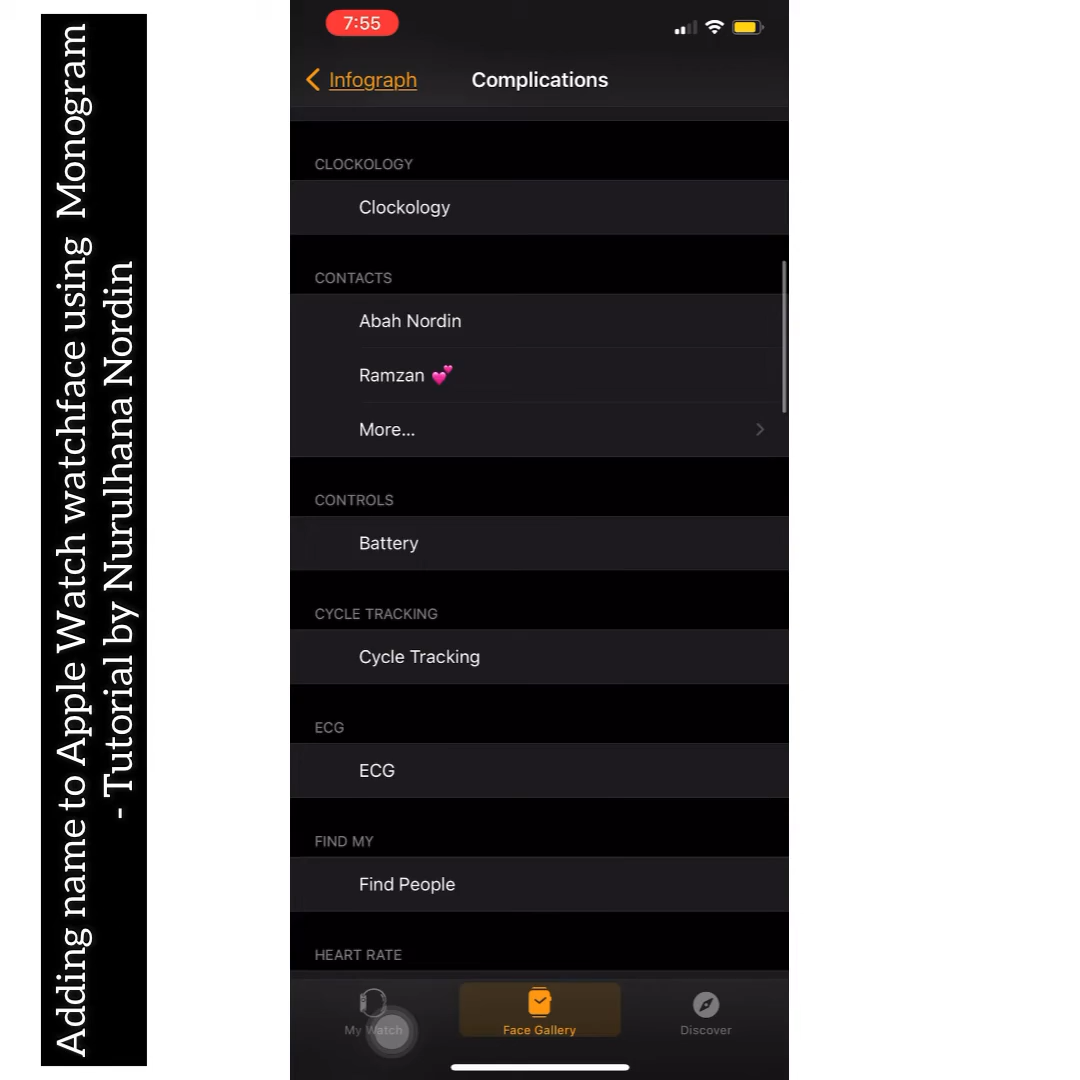 Adding name to Apple Watch watchface using Monogram
- Tutorial by Nurulhana Nordin
7:55
Infograph
Complications
CLOCKOLOGY
Clockology
CONTACTS
Abah Nordin
Ramzan 💕
More...
CONTROLS
Battery
CYCLE TRACKING
Cycle Tracking
ECG
ECG
FIND MY
Find People
HEART RATE
My Watch
Face Gallery
Discover